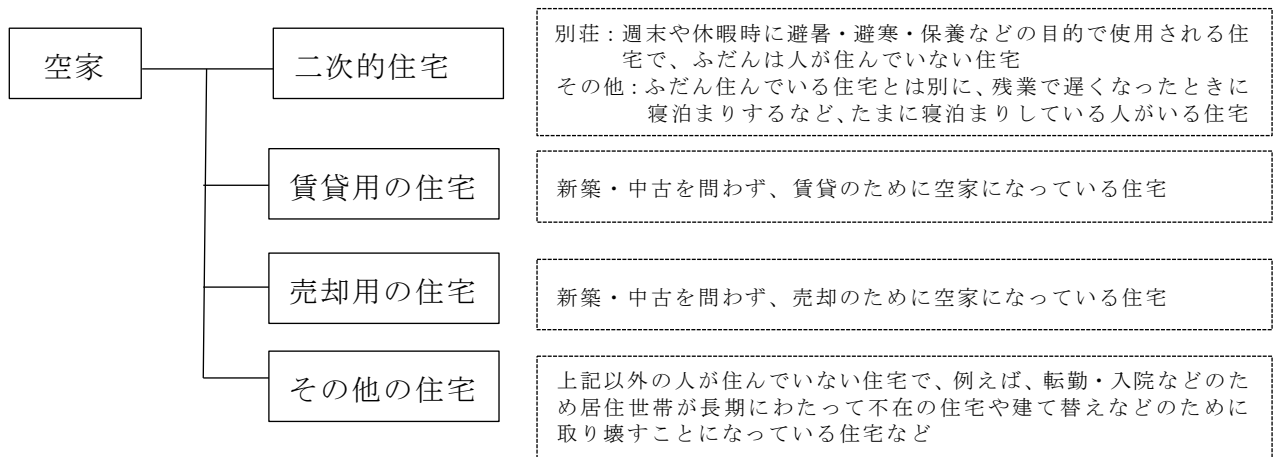 空家
二次的住宅
別荘：週末や休暇時に避暑・避寒・保養などの目的で使用される住
宅で、ふだんは人が住んでいない住宅
その他：ふだん住んでいる住宅とは別に、残業で遅くなったときに
寝泊まりするなど、たまに寝泊まりしている人がいる住宅
賃貸用の住宅
新築・中古を問わず、賃貸のために空家になっている住宅
売却用の住宅
新築・中古を問わず、売却のために空家になっている住宅
その他の住宅
上記以外の人が住んでいない住宅で、例えば、転勤・入院などのた
め居住世帯が長期にわたって不在の住宅や建て替えなどのために
取り壊すことになっている住宅など